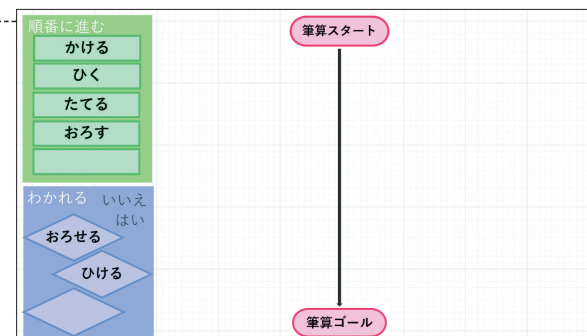 順番に進む
かける
ひく
たてる
おろす
わかれる
いいえ
はい
おろせる
ひける
筆算スタート
筆算ゴール